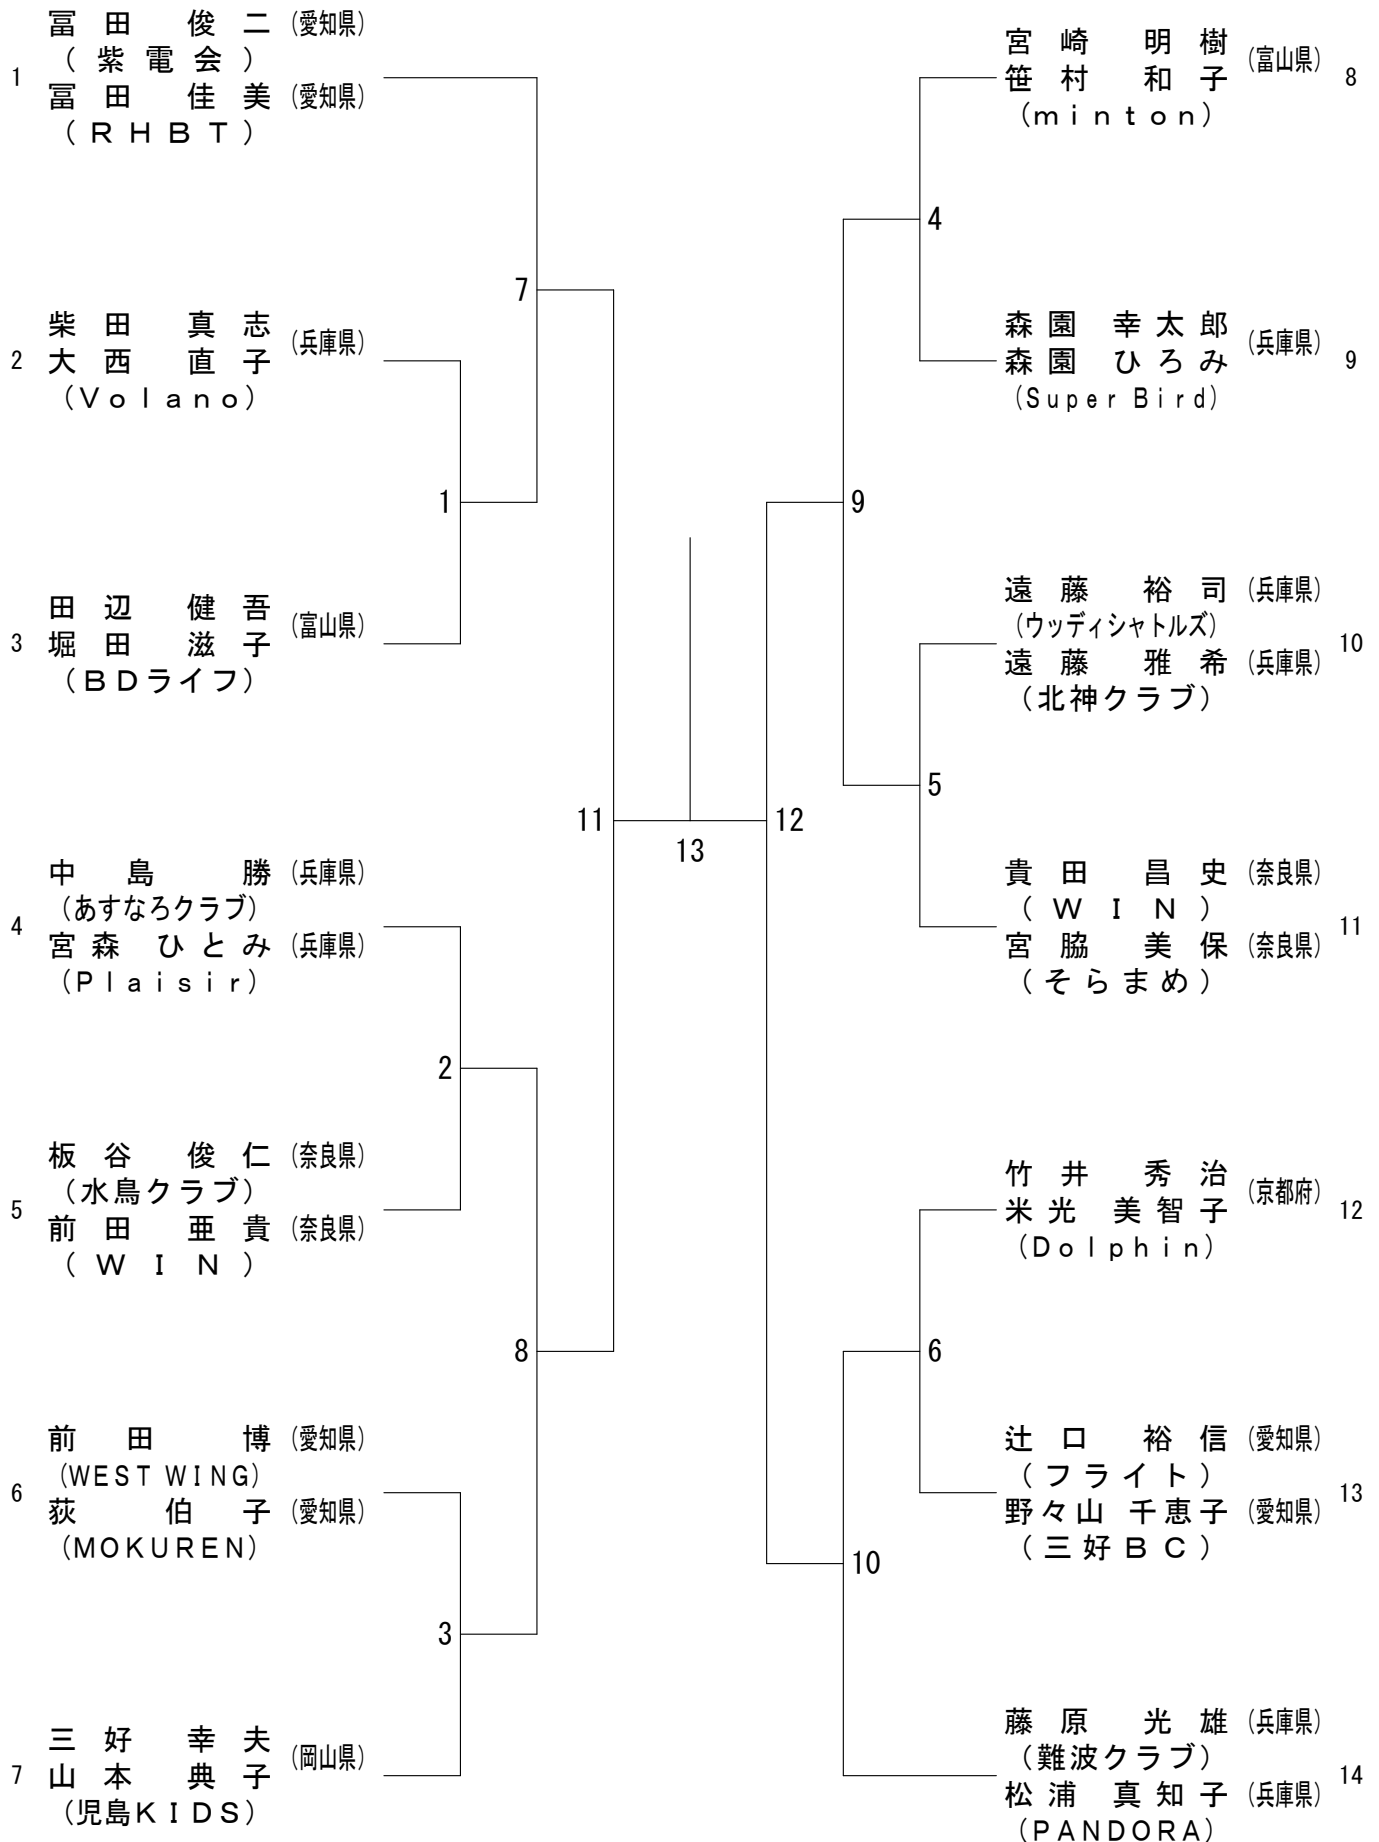 冨田 俊二 (愛知県)
(紫電会)
1
冨田 佳美 (愛知県)
(RHBT)
柴田 真志
(兵庫県)
2 大西 直子
(Volano)
田辺 健吾
(富山県)
3 堀田 滋子
(BDライフ)
中島 勝 (兵庫県)
(あすなろクラブ)
4
宮森 ひとみ (兵庫県)
(Plaisir)
板谷 俊仁 (奈良県)
(水鳥クラブ)
5
前田 亜貴 (奈良県)
(WIN)
前田 博 (愛知県)
(WEST WING)
6
荻 伯子 (愛知県)
(MOKUREN)
三好 幸夫
(岡山県)
7 山本 典子
(児島KIDS)
7
1
11
2
8
3
13
12
4
9
5
6
10
宮崎 明樹
(富山県)
笹村 和子 8
(minton)
森園 幸太郎
(兵庫県)
森園 ひろみ 9
(Super Bird)
遠藤 裕司 (兵庫県)
(ウッディシャトルズ)
10
遠藤 雅希 (兵庫県)
(北神クラブ)
貴田 昌史 (奈良県)
(WIN)
11
宮脇 美保 (奈良県)
(そらまめ)
竹井 秀治
(京都府)
米光 美智子 12
(Dolphin)
辻口 裕信 (愛知県)
(フライト)
13
野々山 千恵子 (愛知県)
(三好BC)
藤原 光雄 (兵庫県)
(難波クラブ)
14
松浦 真知子 (兵庫県)
(PANDORA)